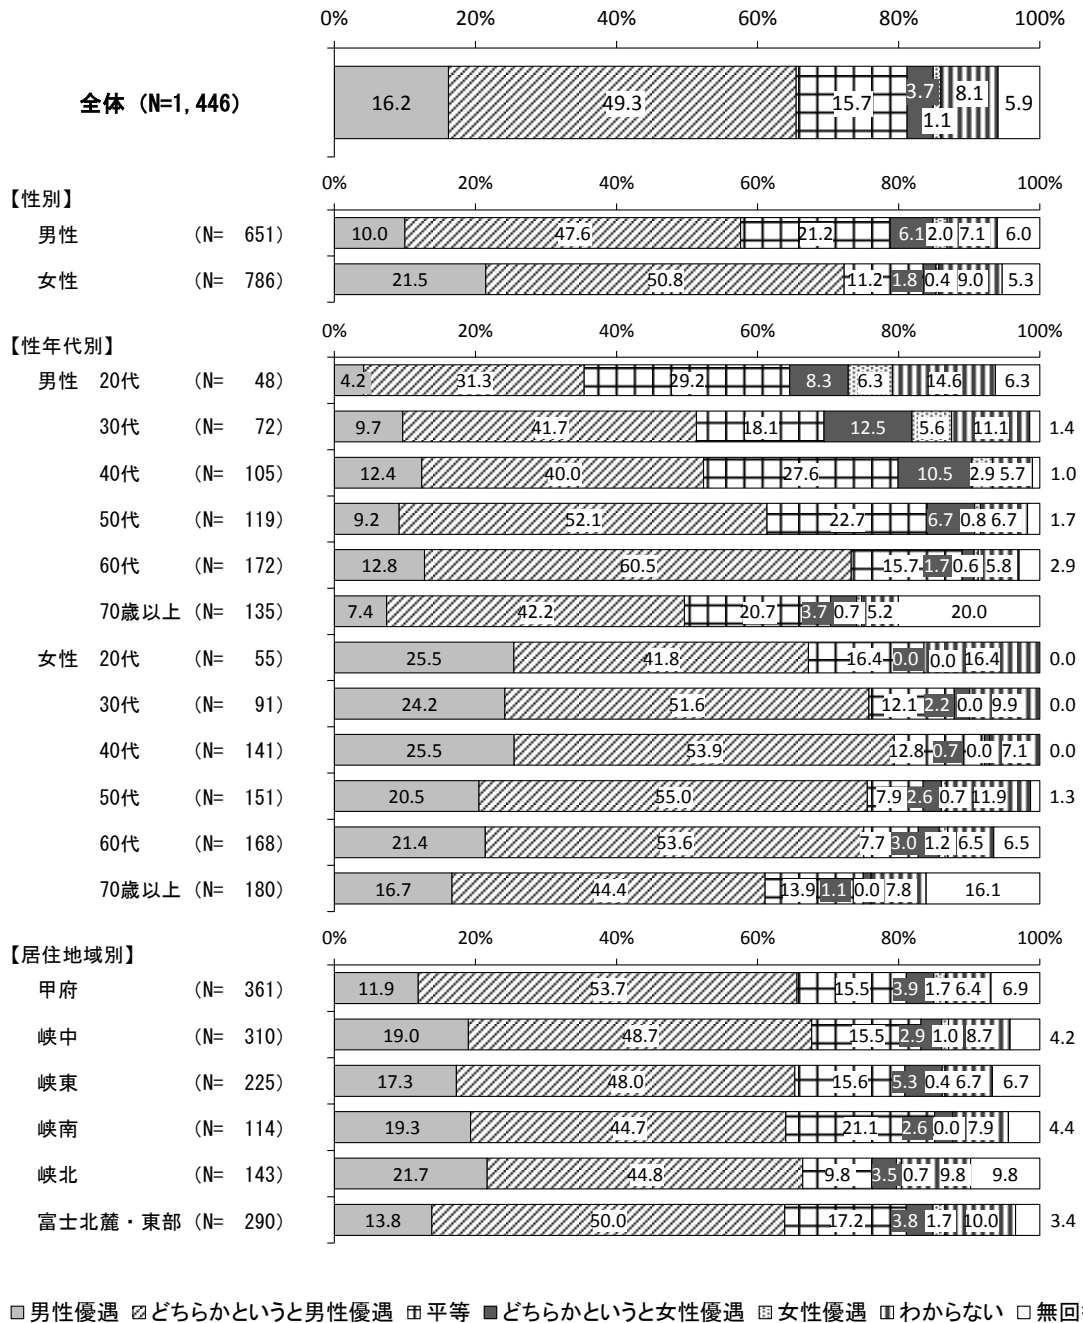 0% 20% 40% 60% 80% 100%
全体 (N=1,446) 16.2 49.3 15.7 3.7 1.1 8.1 5.9
【性別】 0% 20% 40% 60% 80% 100%
男性 (N= 651) 10.0 47.6 21.2 6.1 2.0 7.1 6.0
女性 (N= 786) 21.5 50.8 11.2 1.8 0.4 9.0 5.3
【性年代別】 0% 20% 40% 60% 80% 100%
男性 20代 (N= 48) 4.2 31.3 29.2 8.3 6.3 14.6 6.3
30代 (N= 72) 9.7 41.7 18.1 12.5 5.6 11.1 1.4
40代 (N= 105) 12.4 40.0 27.6 10.5 2.9 5.7 1.0
50代 (N= 119) 9.2 52.1 22.7 6.7 0.8 6.7 1.7
60代 (N= 172) 12.8 60.5 15.7 1.7 0.6 5.8 2.9
70歳以上 (N= 135) 7.4 42.2 20.7 3.7 0.7 5.2 20.0
女性 20代 (N= 55) 25.5 41.8 16.4 0.0 0.0 16.4 0.0
30代 (N= 91) 24.2 51.6 12.1 2.2 0.0 9.9 0.0
40代 (N= 141) 25.5 53.9 12.8 0.7 0.0 7.1 0.0
50代 (N= 151) 20.5 55.0 7.9 2.6 0.7 11.9 1.3
60代 (N= 168) 21.4 53.6 7.7 3.0 1.2 6.5 6.5
70歳以上 (N= 180) 16.7 44.4 13.9 1.1 0.0 7.8 16.1
【居住地域別】 0% 20% 40% 60% 80% 100%
甲府 (N= 361) 11.9 53.7 15.5 3.9 1.7 6.4 6.9
峡中 (N= 310) 19.0 48.7 15.5 2.9 1.0 8.7 4.2
峡東 (N= 225) 17.3 48.0 15.6 5.3 0.4 6.7 6.7
峡南 (N= 114) 19.3 44.7 21.1 2.6 0.0 7.9 4.4
峡北 (N= 143) 21.7 44.8 9.8 3.5 0.7 9.8 9.8
富士北麓・東部 (N= 290) 13.8 50.0 17.2 3.8 1.7 10.0 3.4
男性優遇 どちらかというと男性優遇 平等 どちらかというと女性優遇 女性優遇 わからない 無回